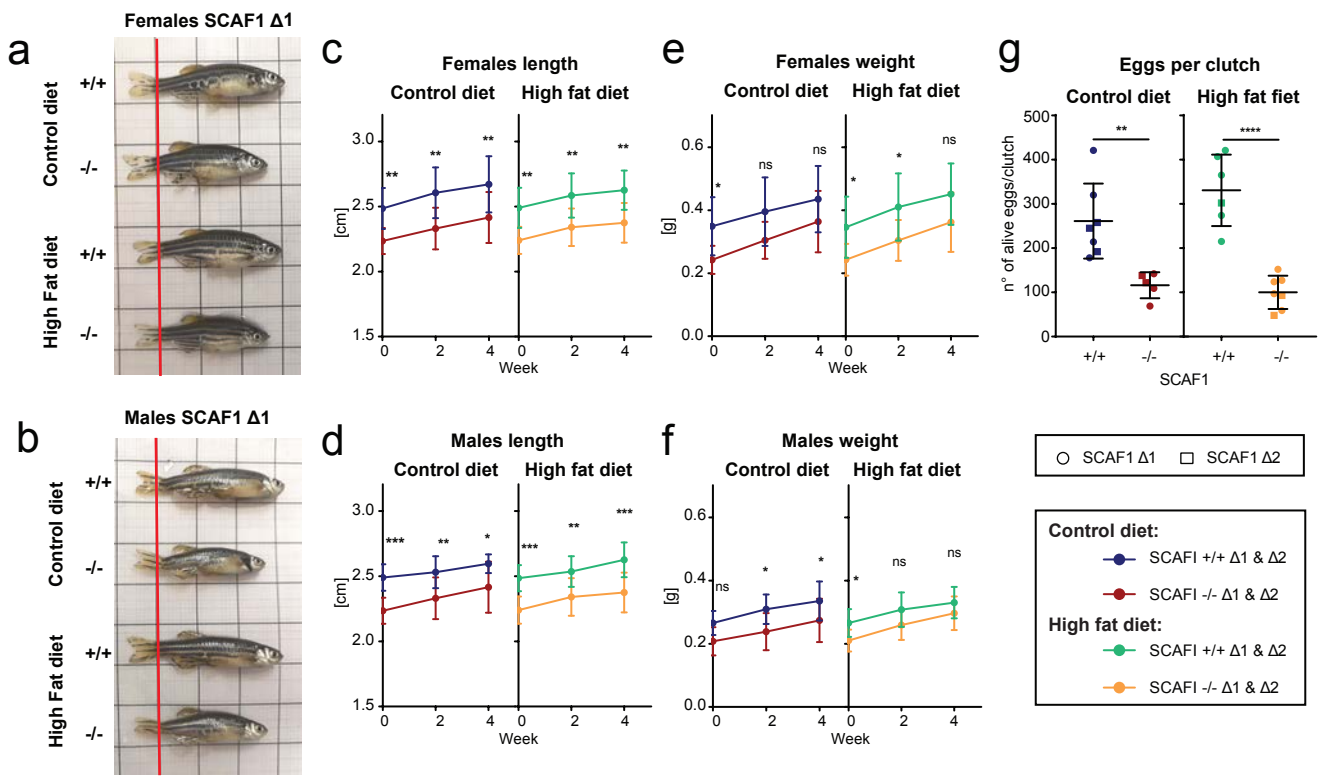 a
Females SCAF1 Δ1
Control diet
+/+
-/-
High Fat diet
+/+
-/-
b
Males SCAF1 Δ1
Control diet
+/+
-/-
High Fat diet
+/+
-/-
c
Females length
Control diet
High fat diet
[cm]
3.0
2.5
2.0
1.5
**
**
**
**
**
**
0
2
4
0
2
4
Week
d
Males length
Control diet
High fat diet
[cm]
3.0
2.5
2.0
1.5
***
**
*
***
**
***
0
2
4
0
2
4
Week
e
Females weight
Control diet
High fat diet
[g]
0.6
0.4
0.2
0.0
*
ns
ns
*
*
ns
0
2
4
0
2
4
Week
f
Males weight
Control diet
High fat diet
[g]
0.6
0.4
0.2
0.0
ns
*
*
*
ns
ns
0
2
4
0
2
4
Week
g
Eggs per clutch
Control diet
High fat fiet
n° of alive eggs/clutch
500
400
300
200
100
0
**
****
+/+
-/-
+/+
-/-
SCAF1
SCAF1 Δ1
SCAF1 Δ2
Control diet:
SCAFI +/+ Δ1 & Δ2
SCAFI -/- Δ1 & Δ2
High fat diet:
SCAFI +/+ Δ1 & Δ2
SCAFI -/- Δ1 & Δ2